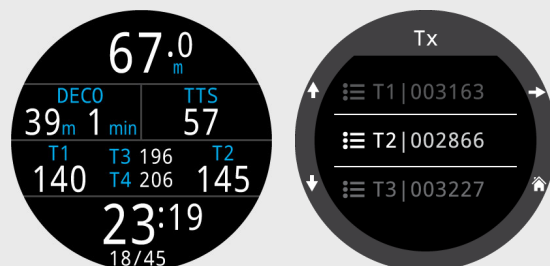 67.0
m
DECO
TTS
39m 1 min
57
T1
T3 196
T2
140
T4 206
145
23:19
18/45
Tx
T1|003163
T2|002866
T3|003227